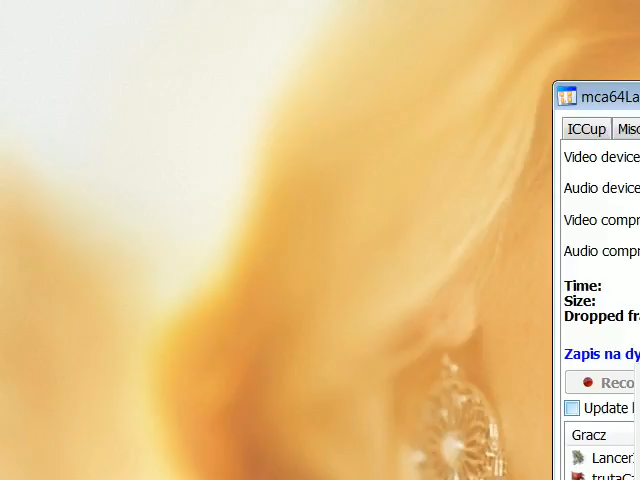 mca64La
ICCup Misc
Video device
Audio device
Video compr
Audio compr
Time:
Size:
Dropped fra
Zapis na dy
Reco
Update l
Gracz
Lancer
trutaC